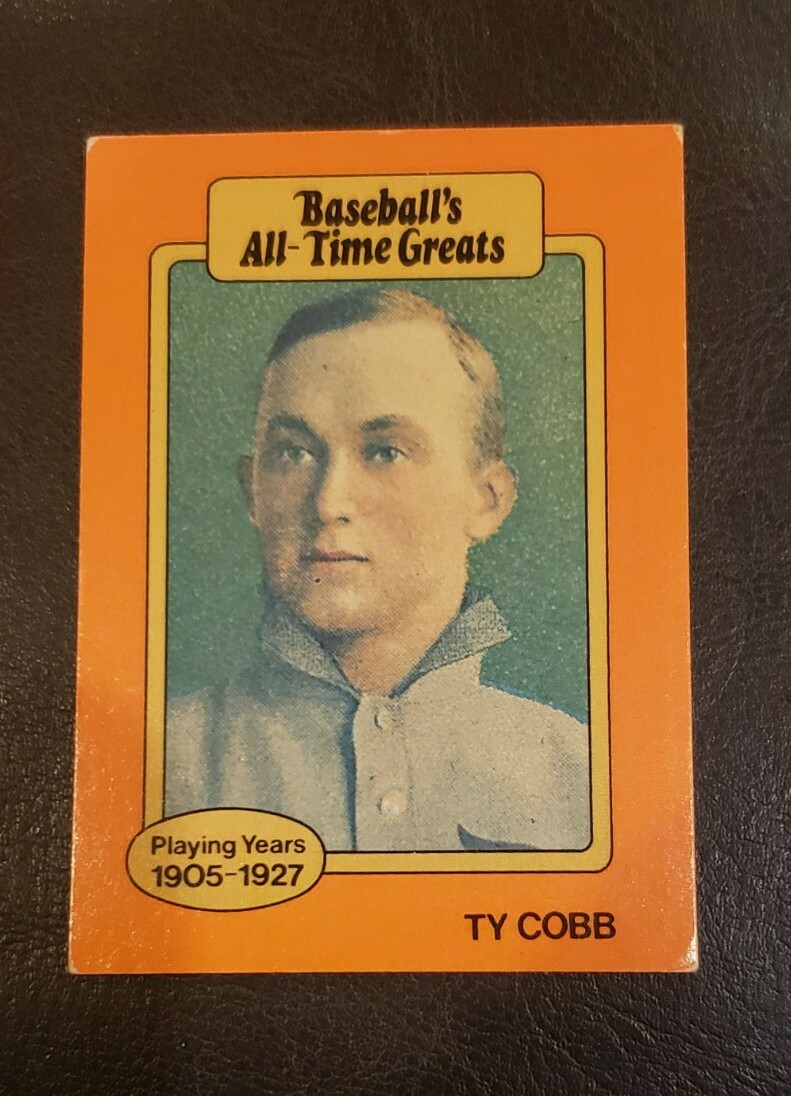 Baseball's
All-Time Greats
Playing Years
1905-1927
TY COBB